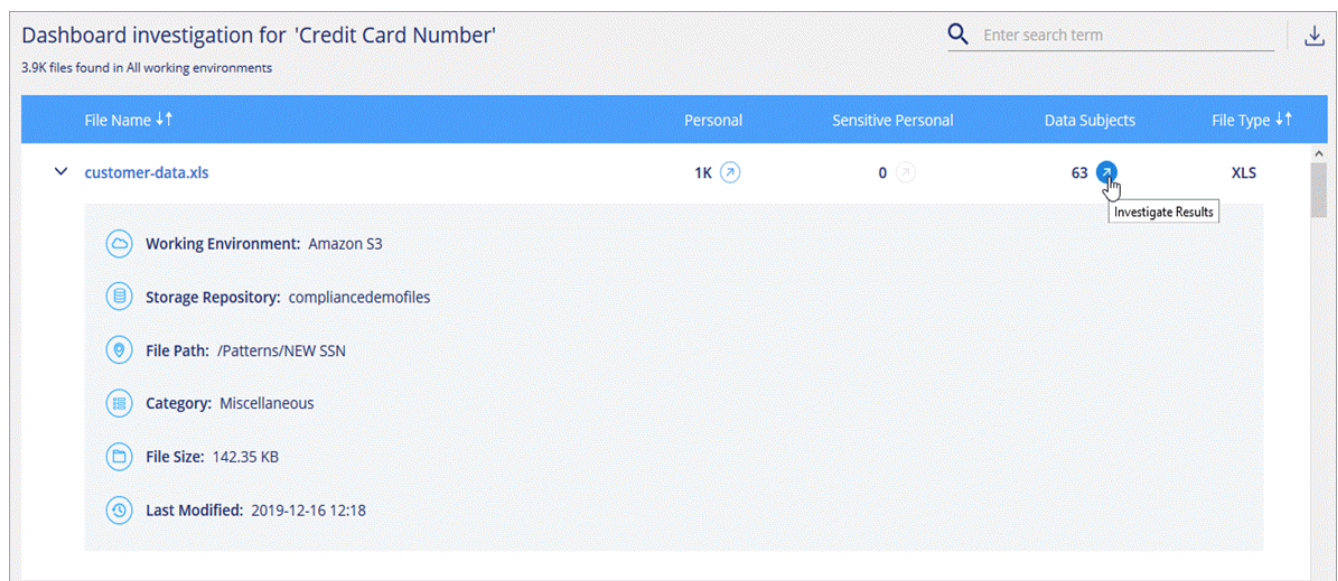 Dashboard investigation for 'Credit Card Number'
Enter search term
3.9K files found in All working environments
File Name Personal Sensitive Personal Data Subjects File Type
customer-data.xls 1K 0 63 XLS
Investigate Results
Working Environment: Amazon S3
Storage Repository: compliancedemofiles
File Path: /Patterns/NEW SSN
Category: Miscellaneous
File Size: 142.35 KB
Last Modified: 2019-12-16 12:18